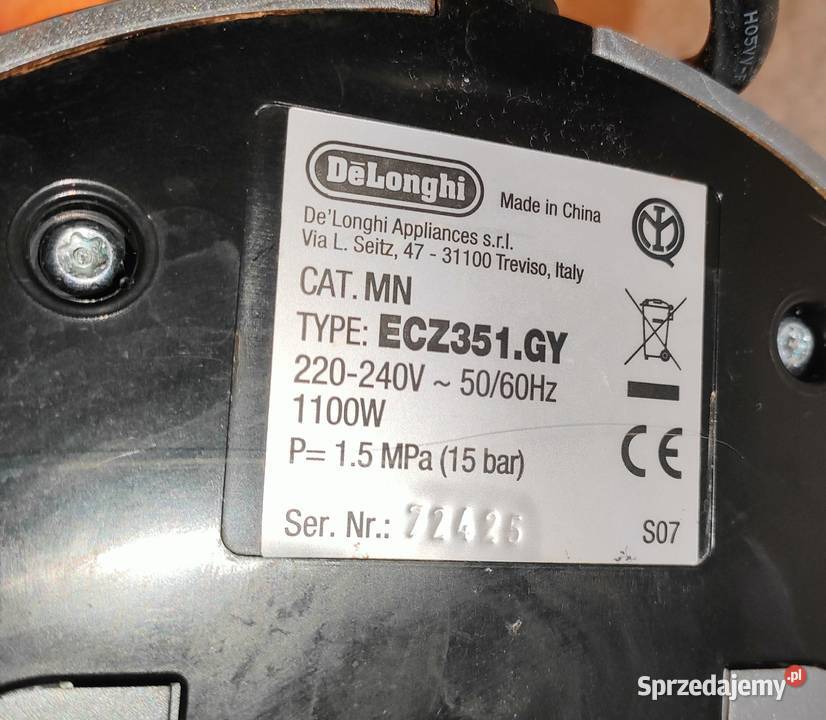 H05VV-F
DēLonghi
Made in China
De'Longhi Appliances s.r.l.
Via L. Seitz, 47 - 31100 Treviso, Italy
CAT. MN
TYPE: ECZ351.GY
220-240V ~ 50/60Hz
1100W
P= 1.5 MPa (15 bar)
CE
Ser. Nr.: 72425
S07
Sprzedajemy.pl